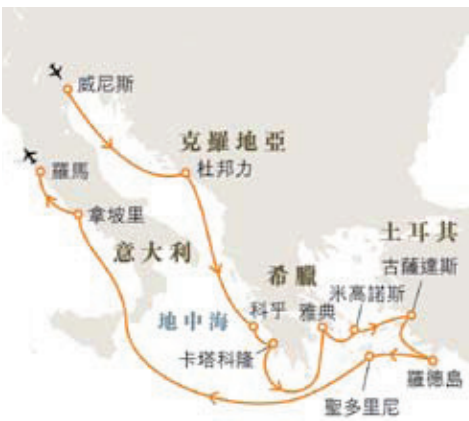 威尼斯
克羅地亞
杜邦力
羅馬
拿坡里
意大利
土耳其
古薩達斯
希臘
米高諾斯
雅典
科乎
地中海
卡塔科隆
羅德島
聖多里尼